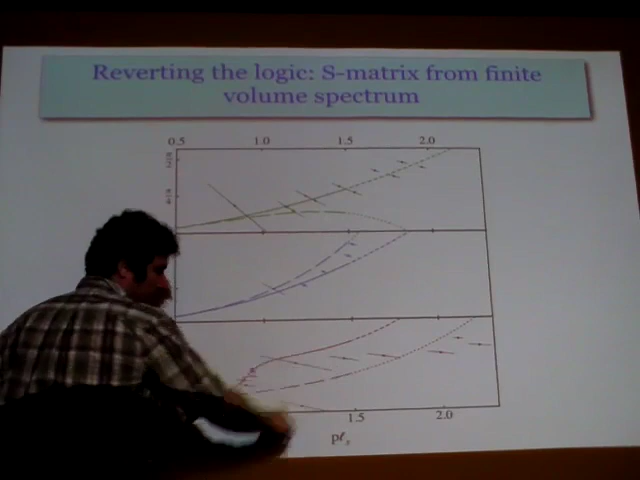 Reverting the logic: S-matrix from finite
volume spectrum
0.5 1.0 1.5 2.0
1.5 2.0
pℓs